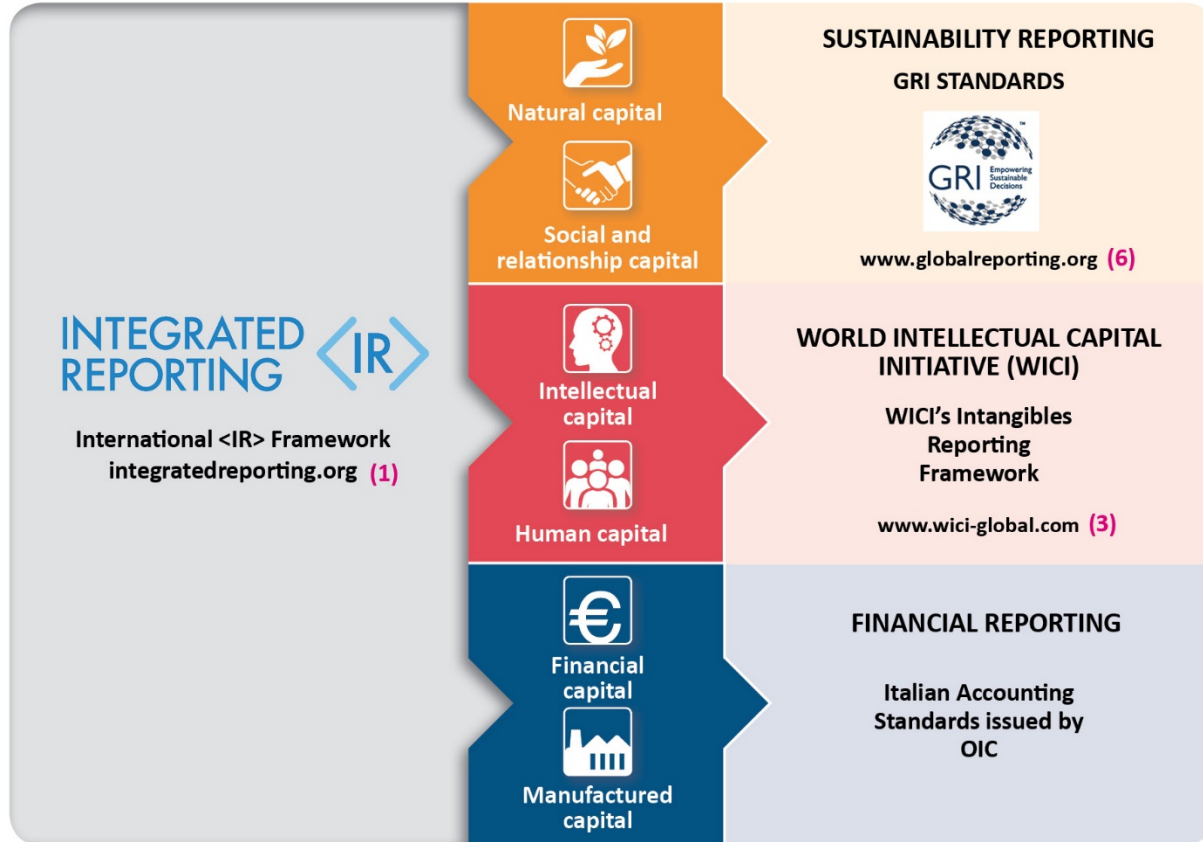 INTEGRATED
REPORTING
<IR>
International <IR> Framework
integratedreporting.org (1)
Natural capital
Social and
relationship capital
Intellectual
capital
Human capital
€
Financial
capital
Manufactured
capital
SUSTAINABILITY REPORTING
GRI STANDARDS
™
GRI
Empowering
Sustainable
Decisions
www.globalreporting.org (6)
WORLD INTELLECTUAL CAPITAL
INITIATIVE (WICI)
WICI’s Intangibles
Reporting
Framework
www.wici-global.com (3)
FINANCIAL REPORTING
Italian Accounting
Standards issued by
OIC